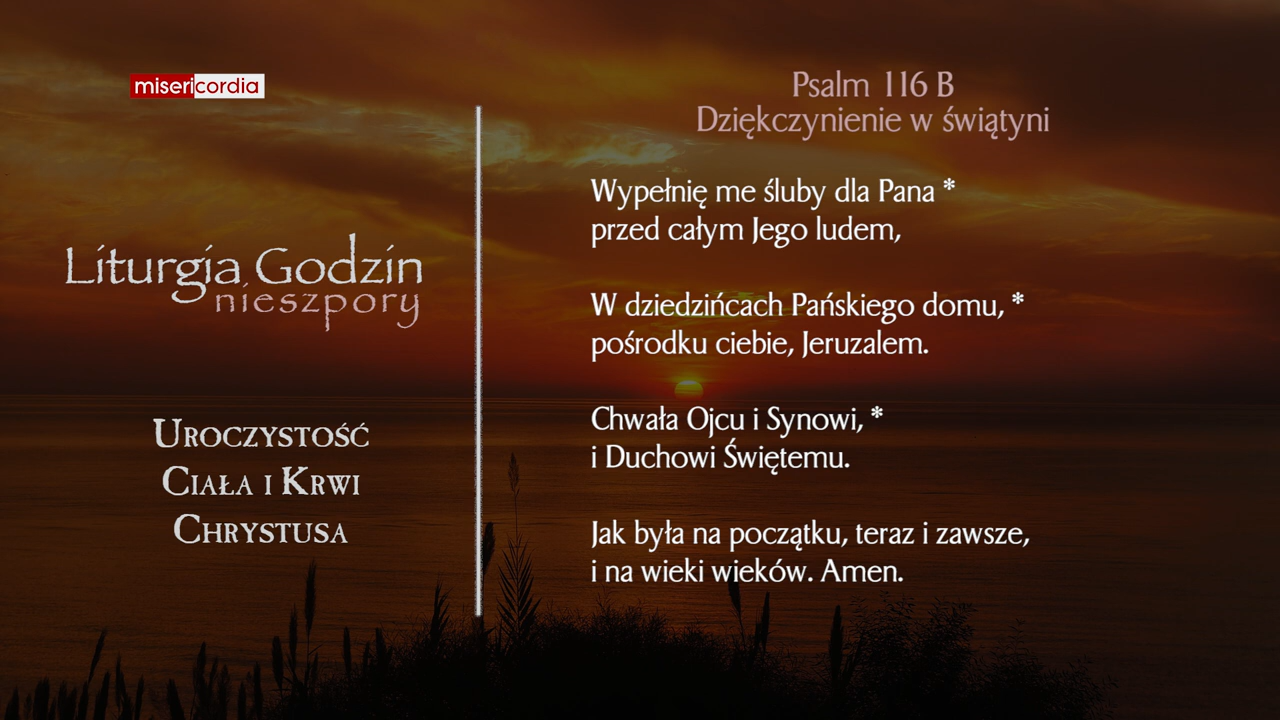 misericordia
Liturgia Godzin
nieszpory
Uroczystość
Ciała i Krwi
Chrystusa
Psalm 116 B
Dziękczynienie w świątyni
Wypełnię me śluby dla Pana *
przed całym Jego ludem,
W dziedzińcach Pańskiego domu, *
pośrodku ciebie, Jeruzalem.
Chwała Ojcu i Synowi, *
i Duchowi Świętemu.
Jak była na początku, teraz i zawsze,
i na wieki wieków. Amen.